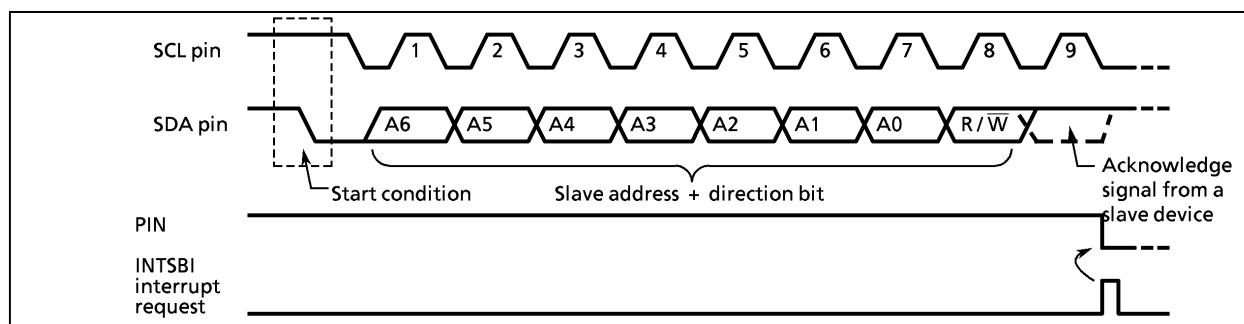 SCL pin
1 2 3 4 5 6 7 8 9
SDA pin
A6 A5 A4 A3 A2 A1 A0 R / W̅
Start condition
Slave address + direction bit
Acknowledge
signal from a
slave device
PIN
INTSBI
interrupt
request